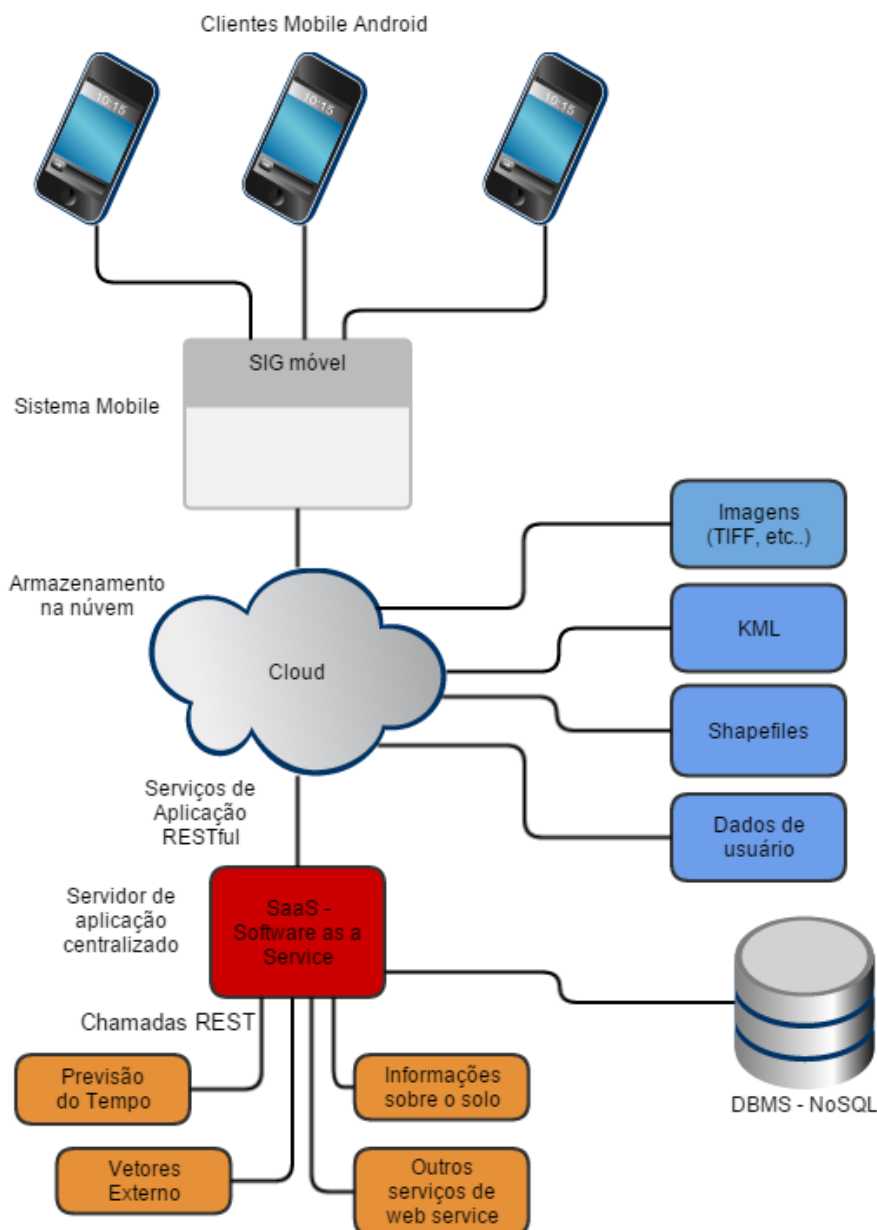 Clientes Mobile Android
10:15
10:15
10:15
SIG móvel
Sistema Mobile
Imagens
(TIFF, etc..)
Armazenamento
na núvem
KML
Cloud
Shapefiles
Serviços de
Aplicação
RESTful
Dados de
usuário
Servidor de
aplicação
centralizado
SaaS -
Software as a
Service
Chamadas REST
Previsão
do Tempo
Informações
sobre o solo
DBMS - NoSQL
Vetores
Externo
Outros
serviços de
web service